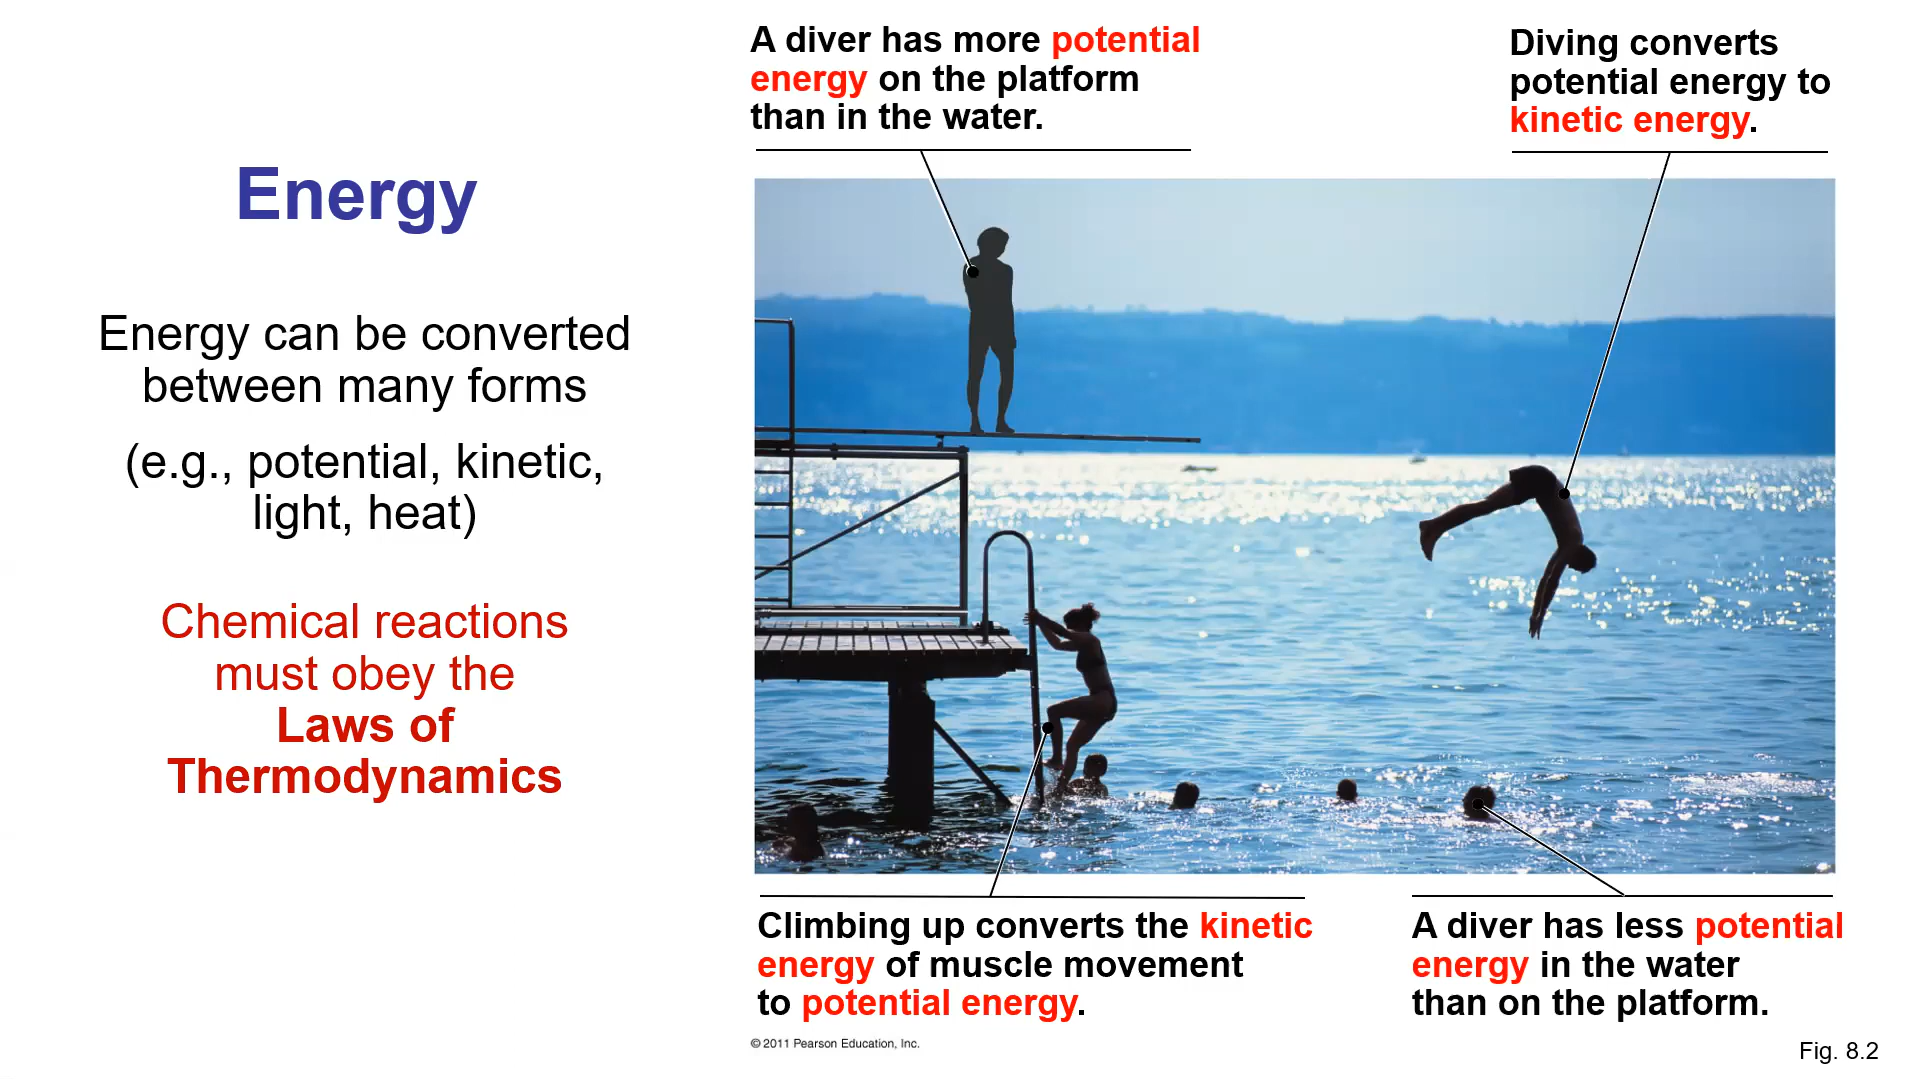 Energy
Energy can be converted
between many forms
(e.g., potential, kinetic,
light, heat)
Chemical reactions
must obey the
Laws of
Thermodynamics
A diver has more potential
energy on the platform
than in the water.
Diving converts
potential energy to
kinetic energy.
Climbing up converts the kinetic
energy of muscle movement
to potential energy.
A diver has less potential
energy in the water
than on the platform.
© 2011 Pearson Education, Inc.
Fig. 8.2